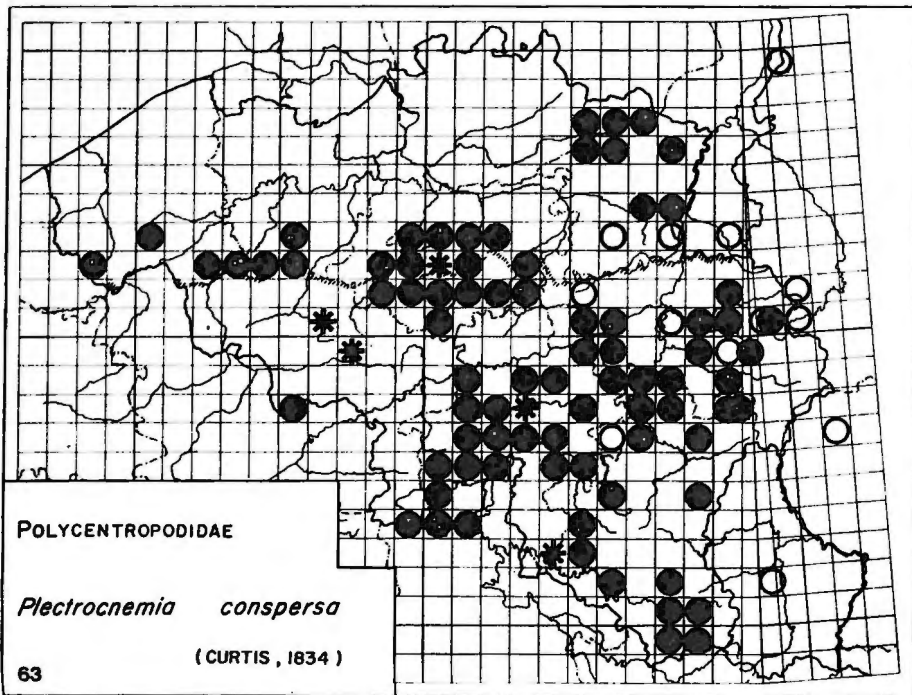 POLYCENTROPODIDAE
Plectrocnemia conspersa
(CURTIS, 1834)
63